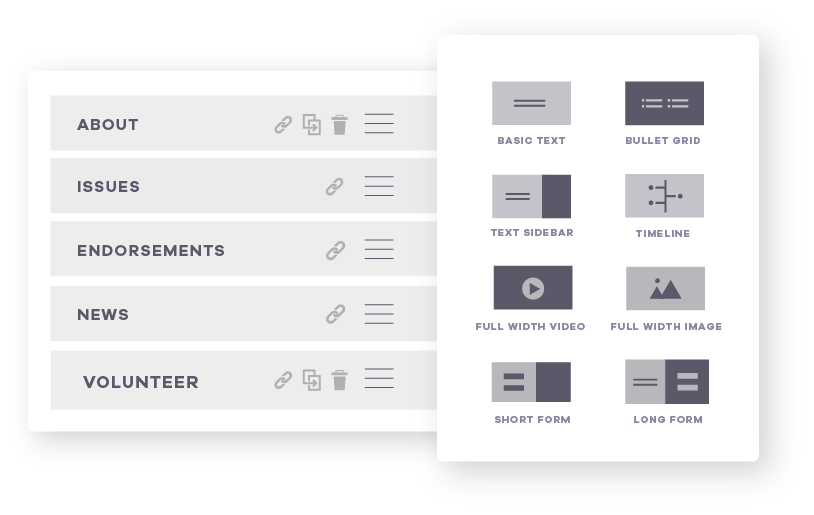 ABOUT
ISSUES
ENDORSEMENTS
NEWS
VOLUNTEER
BASIC TEXT
BULLET GRID
TEXT SIDEBAR
TIMELINE
FULL WIDTH VIDEO
FULL WIDTH IMAGE
SHORT FORM
LONG FORM